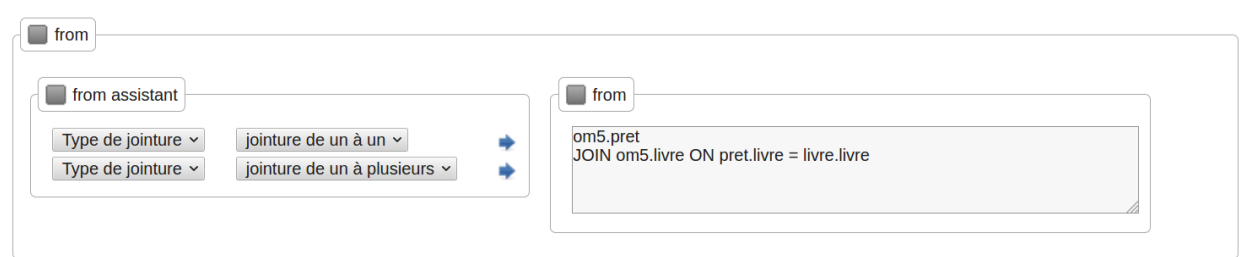 from
from assistant
Type de jointure jointure de un à un
Type de jointure jointure de un à plusieurs
from
om5.pret
JOIN om5.livre ON pret.livre = livre.livre